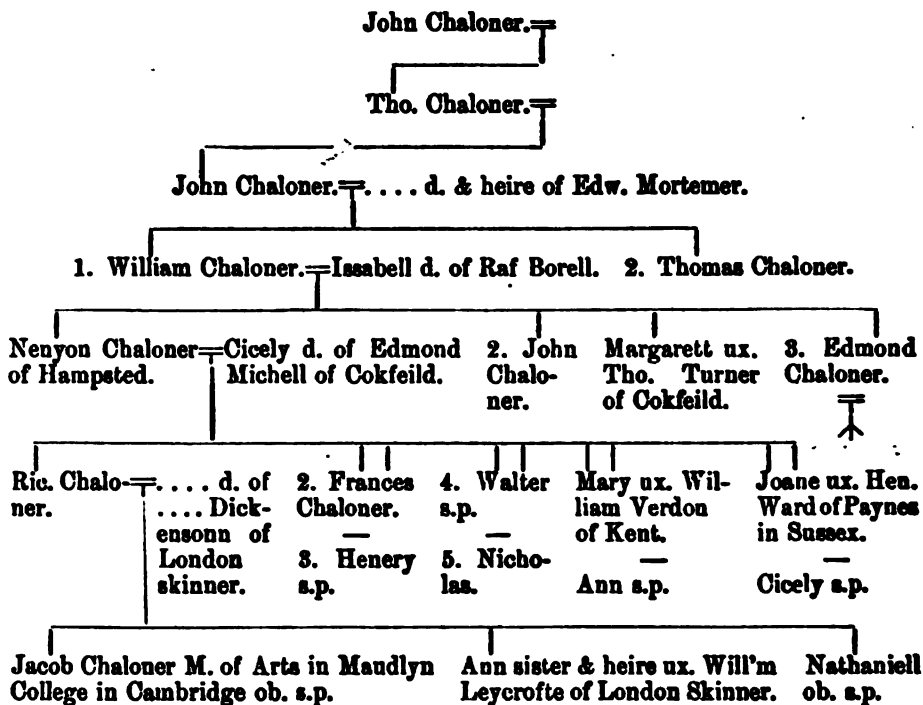 John Chaloner.
Tho. Chaloner.
John Chaloner. . . . . d. & heire of Edw. Mortemer.
1. William Chaloner. Issabell d. of Raf Borell. 2. Thomas Chaloner.
Nenyon Chaloner
of Hampsted.
Cicely d. of Edmond
Michell of Cokfeild.
2. John
Chalo-
ner.
Margarett ux.
Tho. Turner
of Cokfeild.
3. Edmond
Chaloner.
Ric. Chalo-
ner.
. . . . d. of
. . . . Dick-
ensonn of
London
skinner.
2. Frances
Chaloner.
—
3. Henery
s.p.
4. Walter
s.p.
—
5. Nicho-
las.
Mary ux. Wil-
liam Verdon
of Kent.
—
Ann s.p.
Joane ux. Hen.
Ward of Paynes
in Sussex.
—
Cicely s.p.
Jacob Chaloner M. of Arts in Maudlyn
College in Cambridge ob. s.p.
Ann sister & heire ux. Will'm
Leycrofte of London Skinner.
Nathaniell
ob. s.p.